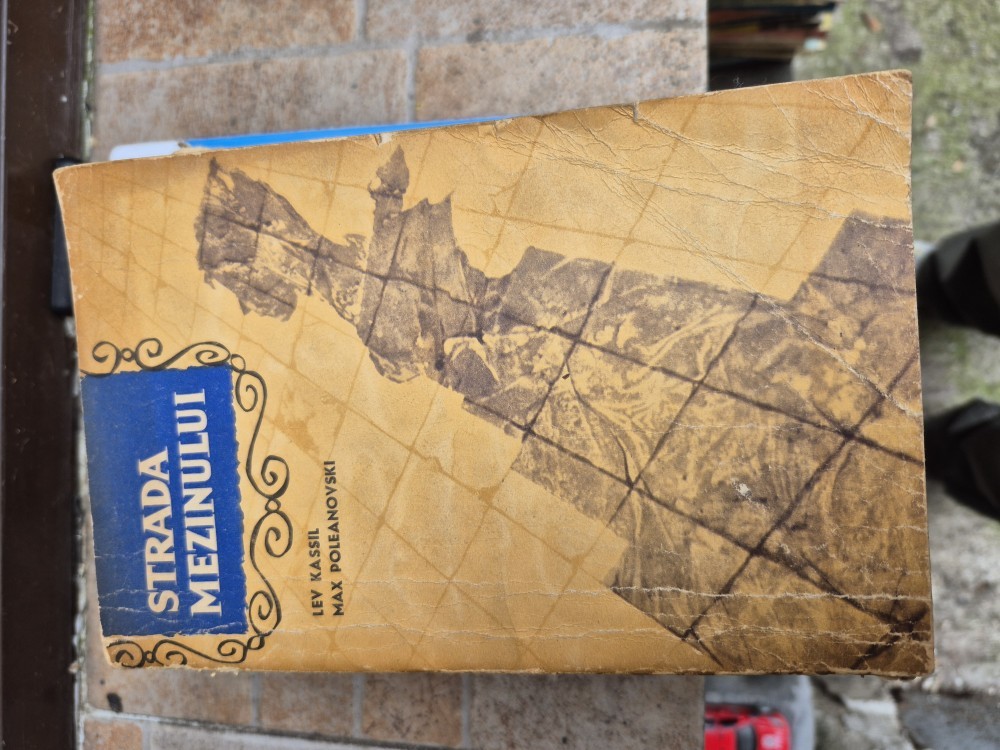 STRADA
MEZINULUI
LEV KASSIL
MAX POLEANOVSKI